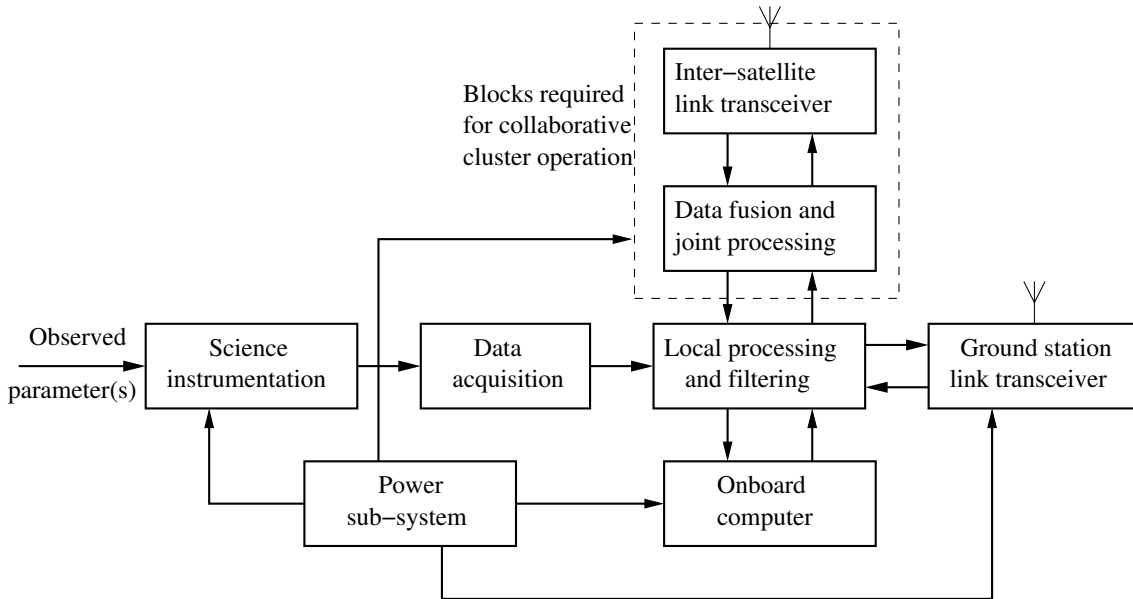 Inter−satellite
link transceiver
Blocks required
for collaborative
cluster operation
Data fusion and
joint processing
Observed
parameter(s)
Science
instrumentation
Data
acquisition
Local processing
and filtering
Ground station
link transceiver
Power
sub−system
Onboard
computer